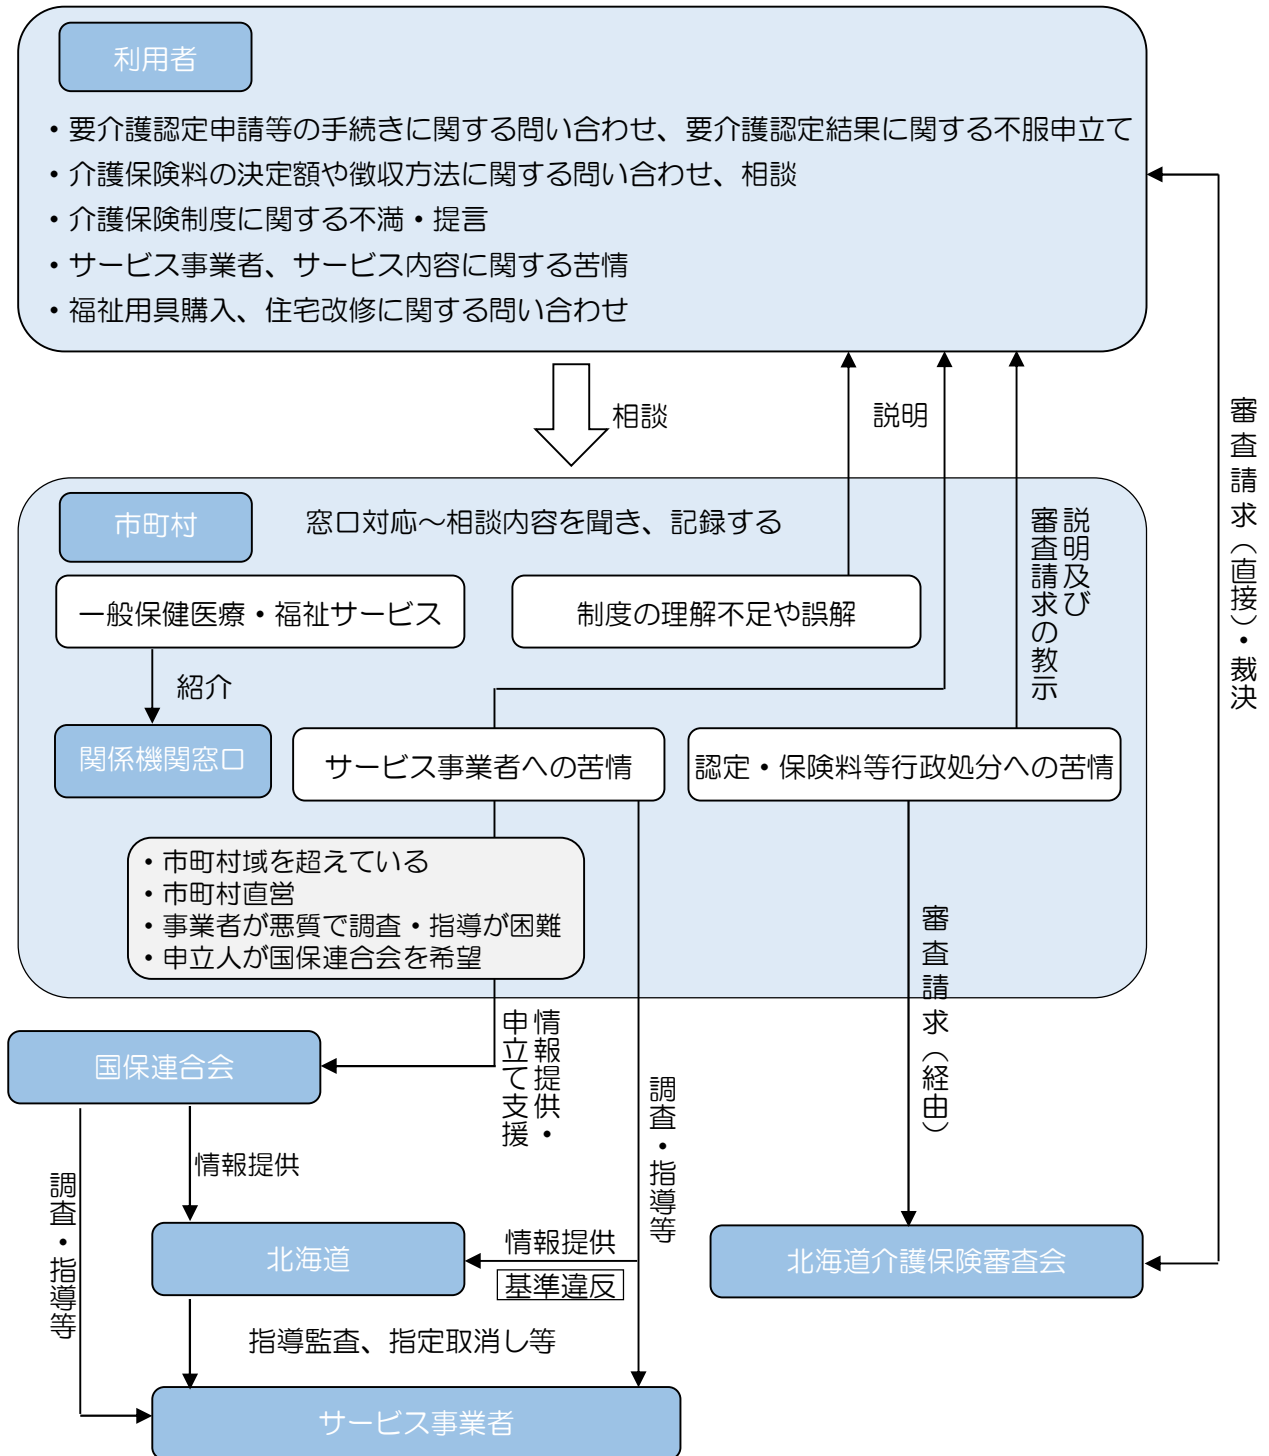 利用者
・要介護認定申請等の手続きに関する問い合わせ、要介護認定結果に関する不服申立て
・介護保険料の決定額や徴収方法に関する問い合わせ、相談
・介護保険制度に関する不満・提言
・サービス事業者、サービス内容に関する苦情
・福祉用具購入、住宅改修に関する問い合わせ
相談
説明
審査請求（直接）・裁決
市町村
窓口対応～相談内容を聞き、記録する
説明及び
審査請求の教示
一般保健医療・福祉サービス
制度の理解不足や誤解
紹介
関係機関窓口
サービス事業者への苦情
認定・保険料等行政処分への苦情
・市町村域を超えている
・市町村直営
・事業者が悪質で調査・指導が困難
・申立人が国保連合会を希望
審査請求（経由）
情報提供・
申立て支援
国保連合会
調査・指導等
情報提供
調査・指導等
北海道
情報提供
基準違反
北海道介護保険審査会
指導監査、指定取消し等
サービス事業者